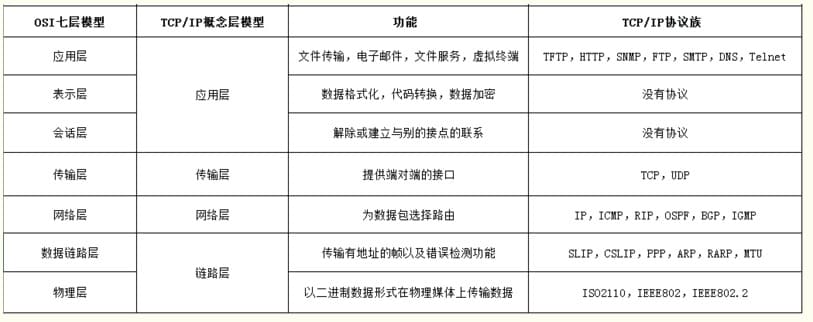 OSI七层模型 TCP/IP概念层模型 功能 TCP/IP协议族
应用层 文件传输，电子邮件，文件服务，虚拟终端 TFTP，HTTP，SNMP，FTP，SMTP，DNS，Telnet
表示层 应用层 数据格式化，代码转换，数据加密 没有协议
会话层 解除或建立与别的接点的联系 没有协议
传输层 传输层 提供端对端的接口 TCP，UDP
网络层 网络层 为数据包选择路由 IP，ICMP，RIP，OSPF，BGP，IGMP
数据链路层 传输有地址的帧以及错误检测功能 SLIP，CSLIP，PPP，ARP，RARP，MTU
链路层
物理层 以二进制数据形式在物理媒体上传输数据 ISO2110，IEEE802，IEEE802.2